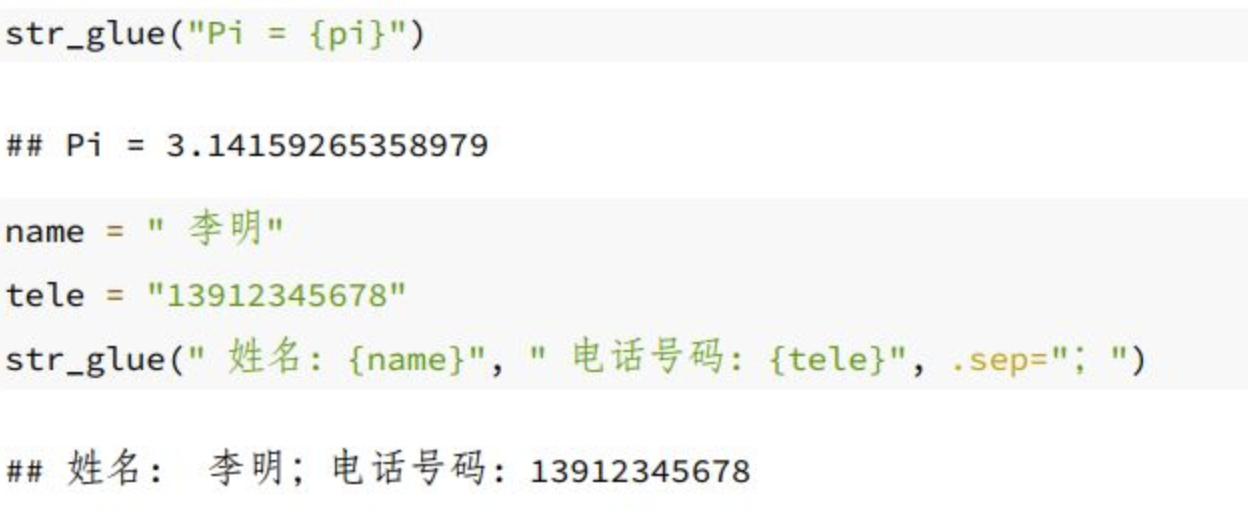 str_glue("Pi = {pi}")
## Pi = 3.14159265358979
name = " 李明"
tele = "13912345678"
str_glue(" 姓名：{name}", " 电话号码：{tele}", .sep="；")
## 姓名： 李明；电话号码：13912345678